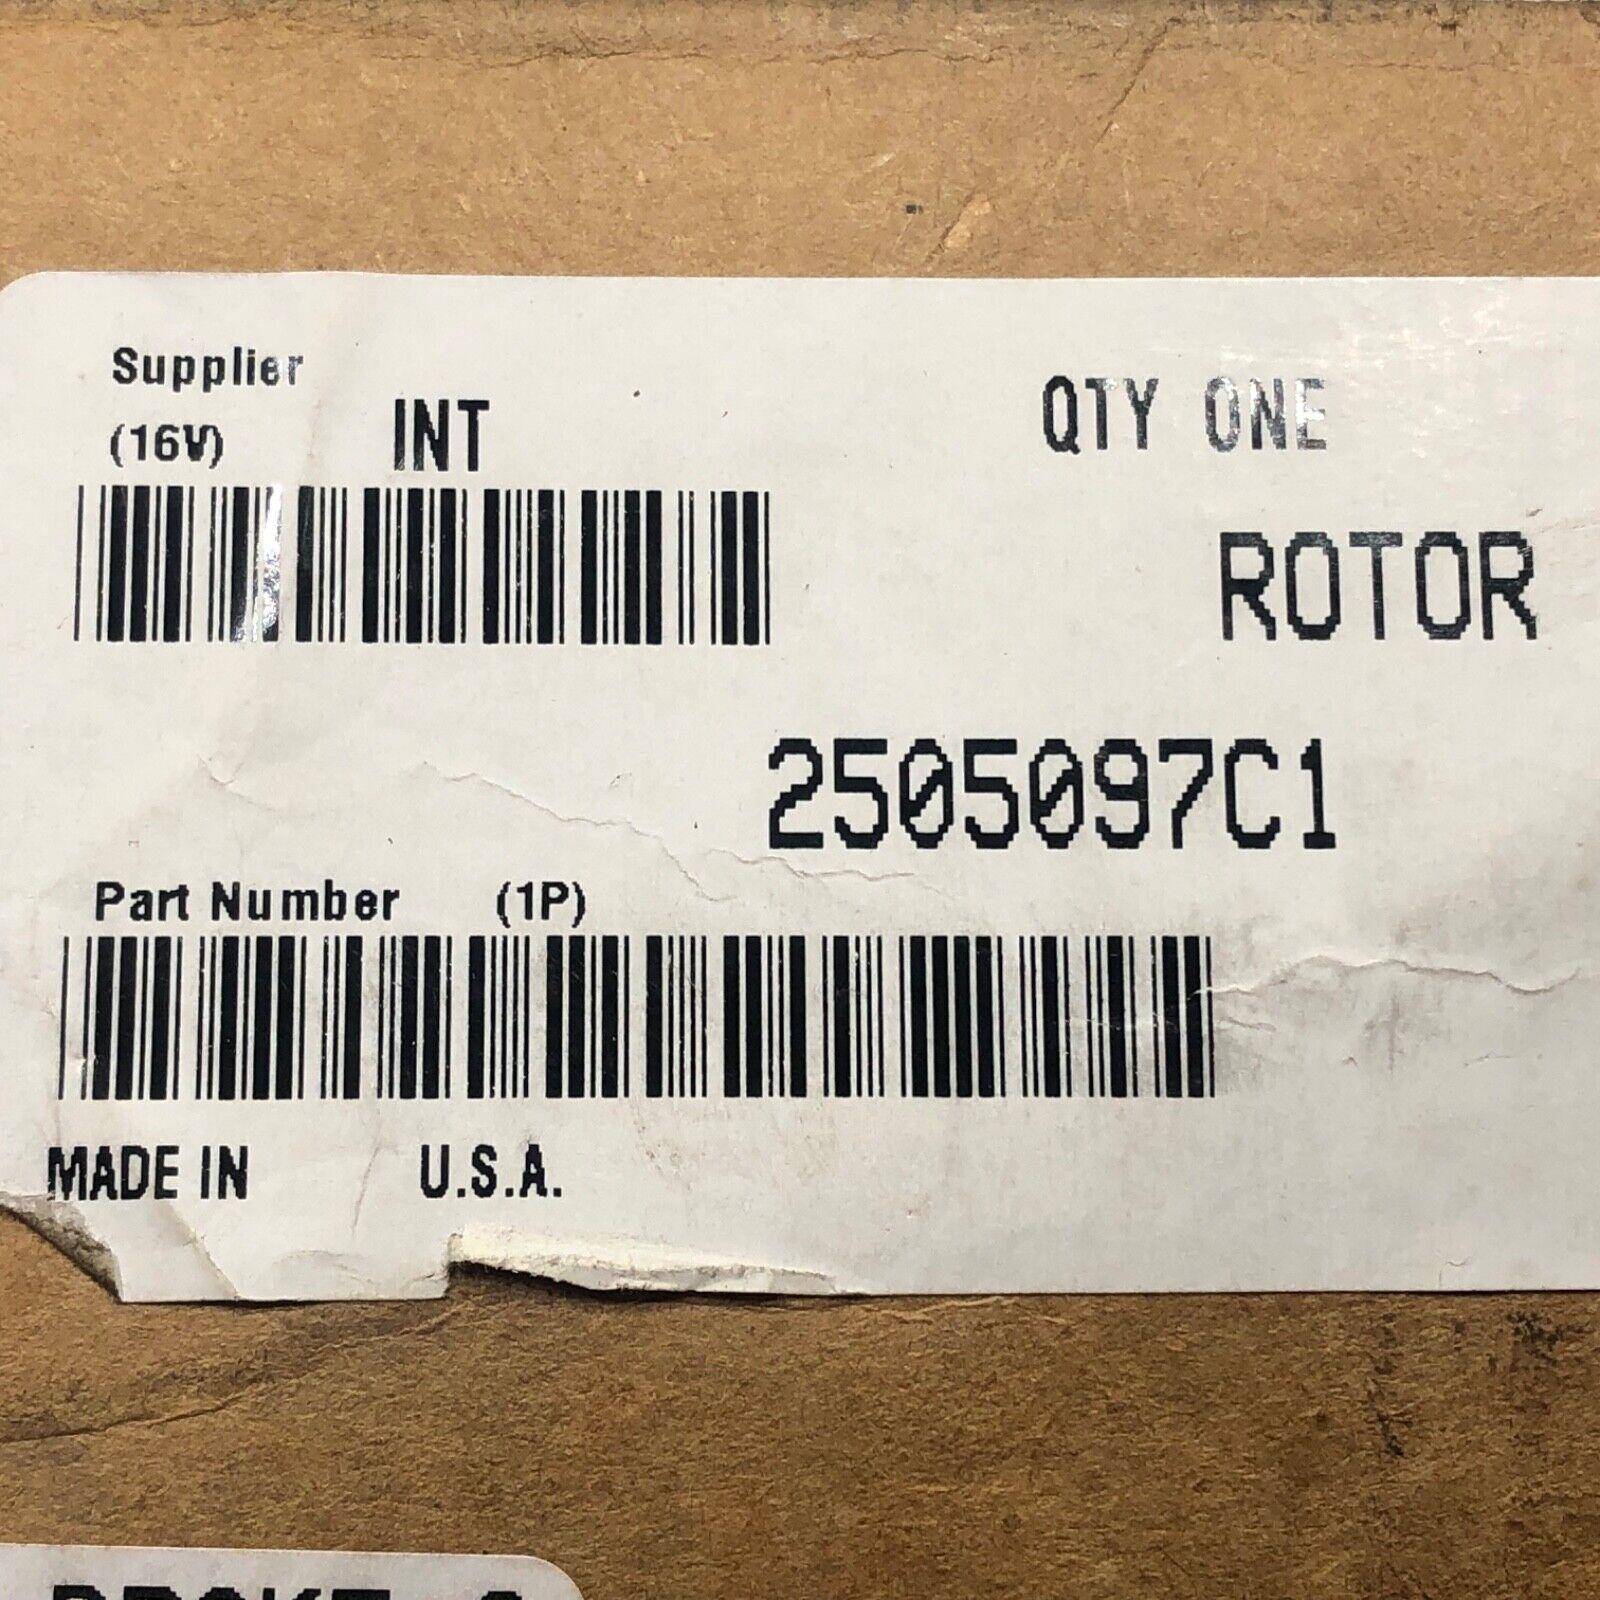 Supplier
(16V) INT
QTY ONE
ROTOR
2505097C1
Part Number (1P)
MADE IN U.S.A.